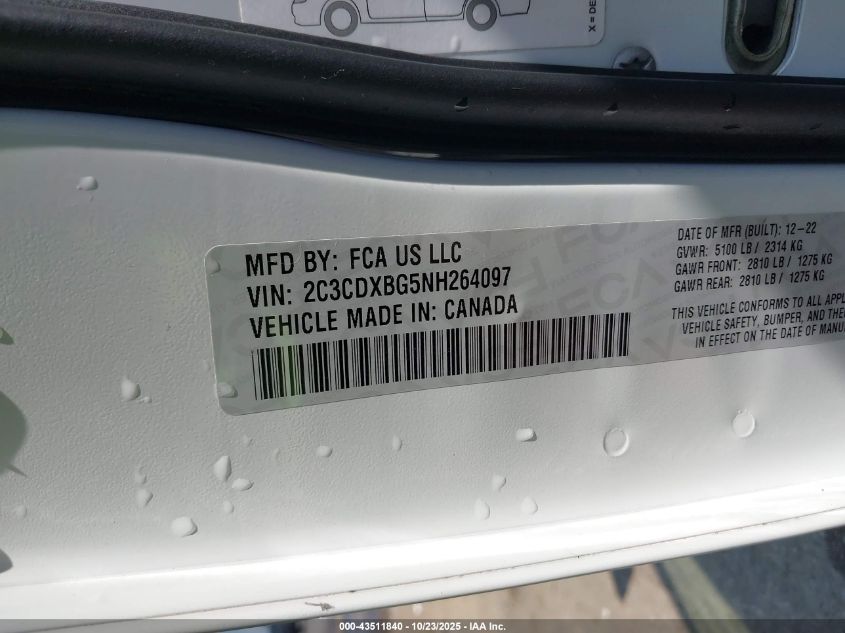 X = DE
MFD BY: FCA US LLC
VIN: 2C3CDXBG5NH264097
VEHICLE MADE IN: CANADA
DATE OF MFR (BUILT): 12-22
GVWR: 5100 LB / 2314 KG
GAWR FRONT: 2810 LB / 1275 KG
GAWR REAR: 2810 LB / 1275 KG
THIS VEHICLE CONFORMS TO ALL APPL
VEHICLE SAFETY, BUMPER, AND THE
IN EFFECT ON THE DATE OF MANU
000-43511840 - 10/23/2025 - IAA Inc.